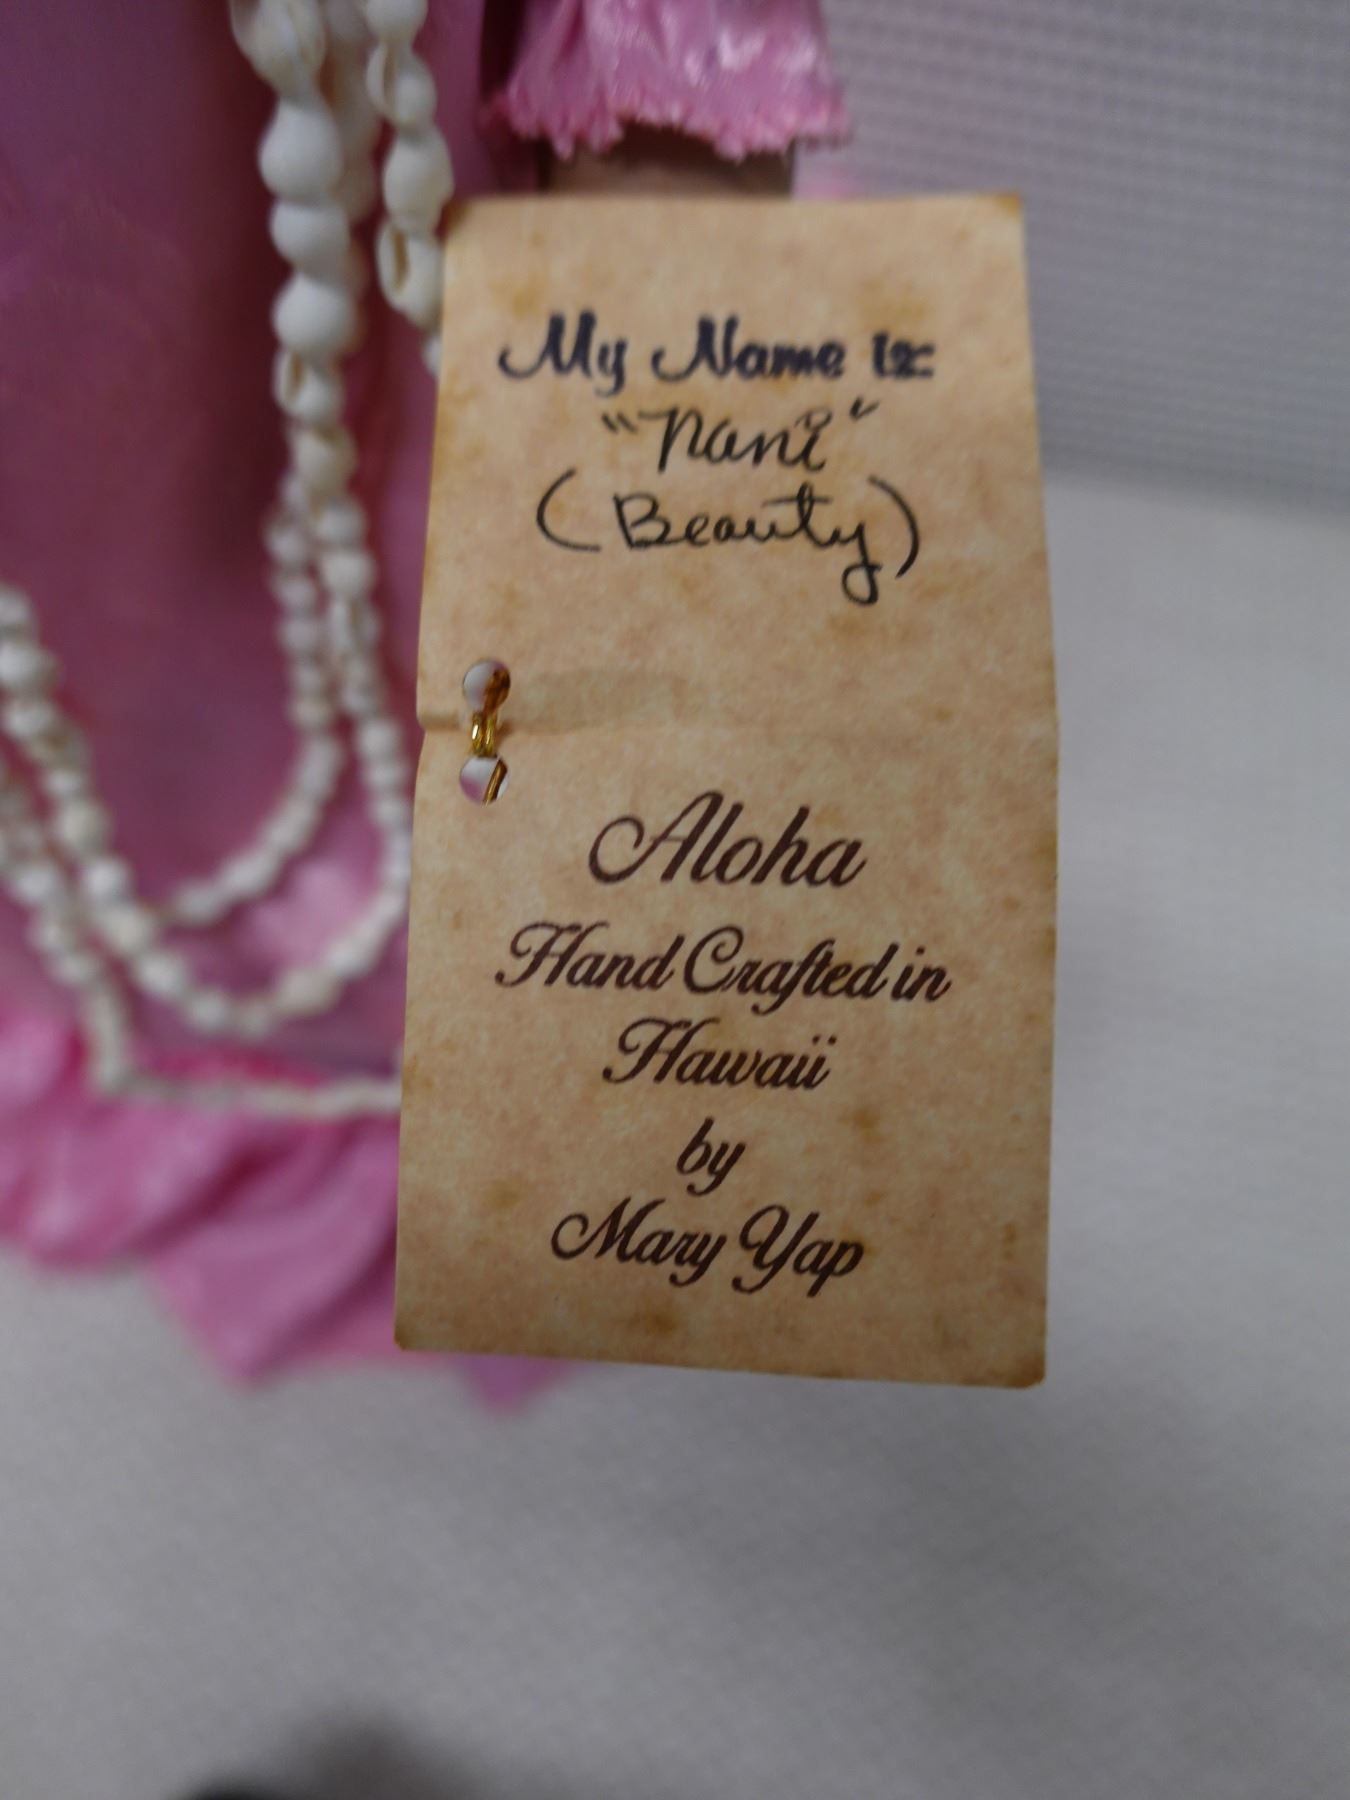 My Name Is:
"Nani"
(Beauty)
Aloha
Hand Crafted in
Hawaii
by
Mary Yap